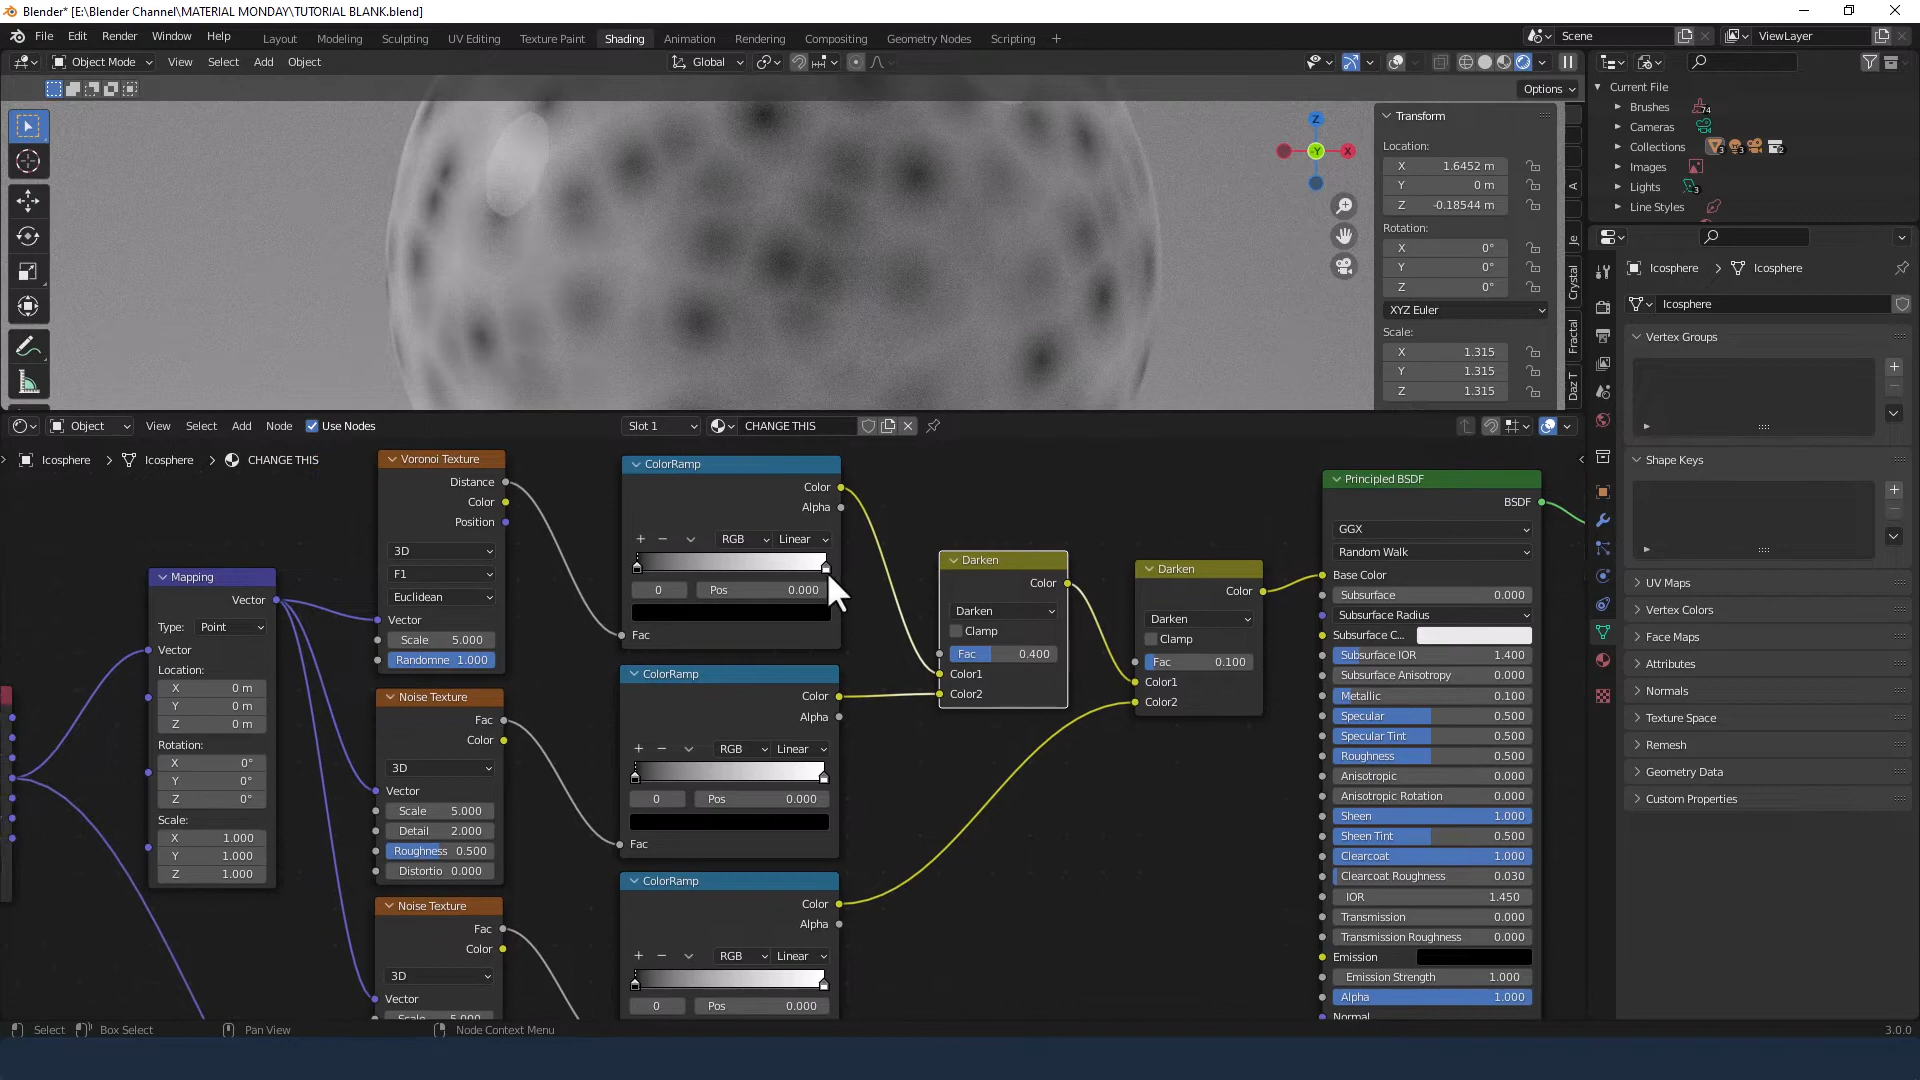 Blender* [E:\Blender Channel\MATERIAL MONDAY\TUTORIAL BLANK.blend]
File Edit Render Window Help Layout Modeling Sculpting UV Editing Texture Paint Shading Animation Rendering Compositing Geometry Nodes Scripting + Scene ViewLayer
Object Mode View Select Add Object Global
Options
Z
Y
X
Transform
Location:
X 1.6452 m
Y 0 m
Z -0.18544 m
Rotation:
X 0°
Y 0°
Z 0°
XYZ Euler
Scale:
X 1.315
Y 1.315
Z 1.315
A
Je
Crystal
Fractal
Daz T
Current File
Brushes 74
Cameras
Collections 3 3 2
Images
Lights 3
Line Styles
Icosphere > Icosphere
Icosphere
Vertex Groups
Shape Keys
UV Maps
Vertex Colors
Face Maps
Attributes
Normals
Texture Space
Remesh
Geometry Data
Custom Properties
Object View Select Add Node Use Nodes Slot 1 CHANGE THIS
Icosphere > Icosphere > CHANGE THIS
Mapping
Vector
Type: Point
Vector
Location:
X 0 m
Y 0 m
Z 0 m
Rotation:
X 0°
Y 0°
Z 0°
Scale:
X 1.000
Y 1.000
Z 1.000
Voronoi Texture
Distance
Color
Position
3D
F1
Euclidean
Vector
Scale 5.000
Randomne 1.000
Noise Texture
Fac
Color
3D
Vector
Scale 5.000
Detail 2.000
Roughness 0.500
Distortio 0.000
Noise Texture
Fac
Color
3D
Vector
ColorRamp
Color
Alpha
+ - RGB Linear
0 Pos 0.000
Fac
ColorRamp
Color
Alpha
+ - RGB Linear
0 Pos 0.000
Fac
ColorRamp
Color
Alpha
+ - RGB Linear
0 Pos 0.000
Darken
Color
Darken
Clamp
Fac 0.400
Color1
Color2
Darken
Color
Darken
Clamp
Fac 0.100
Color1
Color2
Principled BSDF
BSDF
GGX
Random Walk
Base Color
Subsurface 0.000
Subsurface Radius
Subsurface C...
Subsurface IOR 1.400
Subsurface Anisotropy 0.000
Metallic 0.100
Specular 0.500
Specular Tint 0.500
Roughness 0.500
Anisotropic 0.000
Anisotropic Rotation 0.000
Sheen 1.000
Sheen Tint 0.500
Clearcoat 1.000
Clearcoat Roughness 0.030
IOR 1.450
Transmission 0.000
Transmission Roughness 0.000
Emission
Emission Strength 1.000
Alpha 1.000
Normal
Select Box Select Pan View Node Context Menu 3.0.0